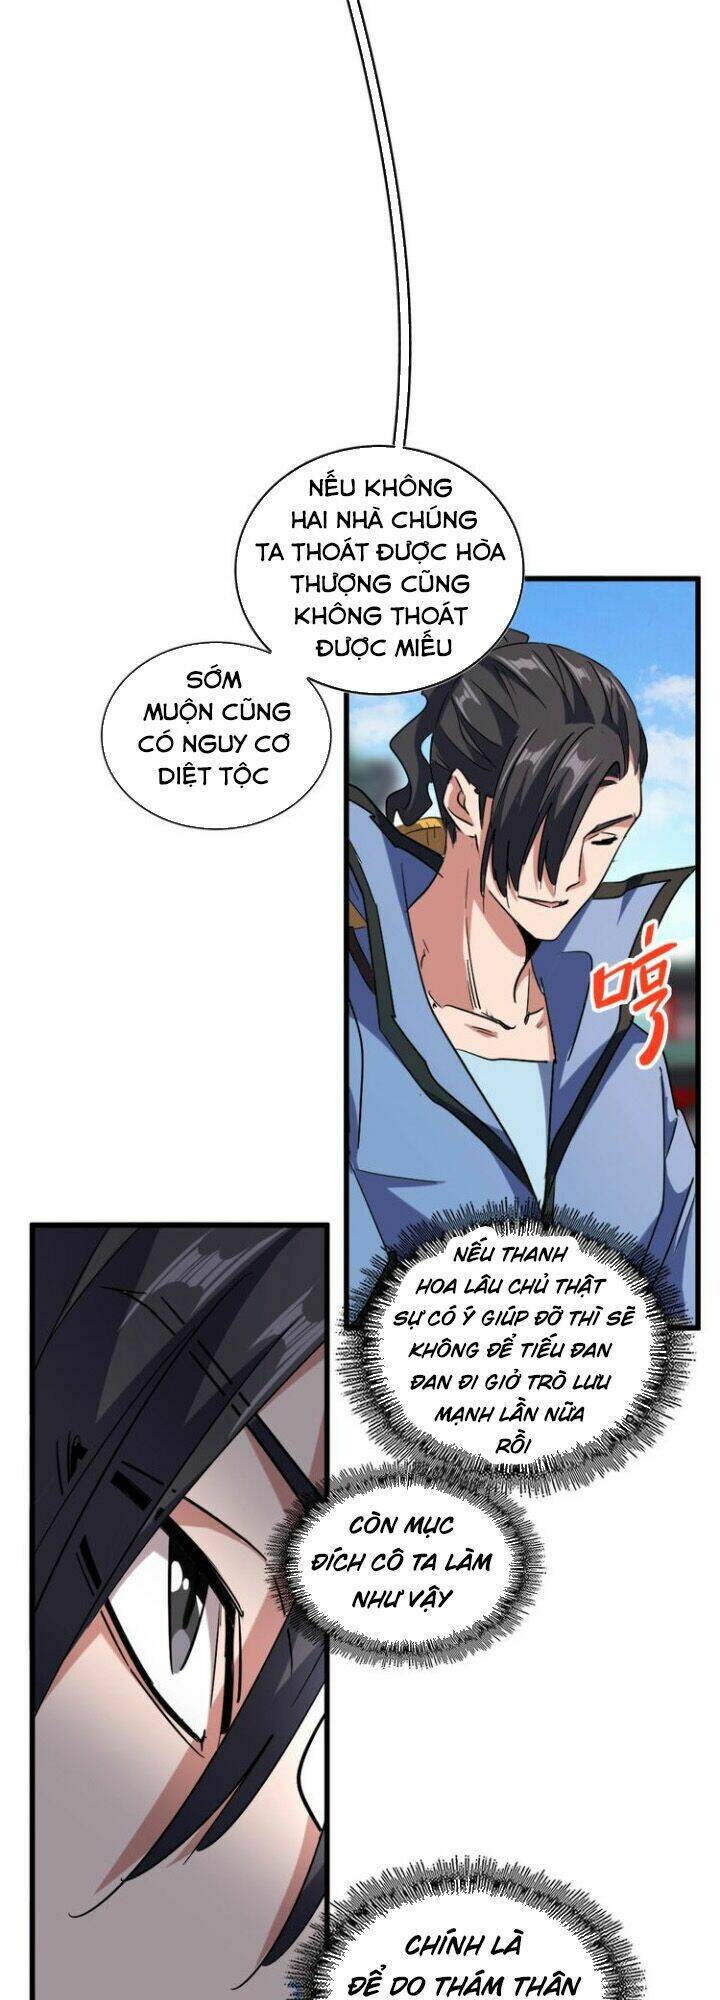 NẾU KHÔNG
HAI NHÀ CHÚNG
TA THOÁT ĐƯỢC HÒA
THƯỢNG CŨNG
KHÔNG THOÁT
ĐƯỢC MIẾU
SỚM
MUỘN CŨNG
CÓ NGUY CƠ
DIỆT TỘC
哼
NẾU THANH
HOA LÂU CHỦ THẬT
SỰ CÓ Ý GIÚP ĐỠ THÌ SẼ
KHÔNG ĐỂ TIẾU ĐAN
ĐAN ĐI GIỞ TRÒ LƯU
MẠNH LẦN NỮA
RỒI
CÒN MỤC
ĐÍCH CÔ TA LÀM
NHƯ VẬY
CHÍNH LÀ
ĐỂ DO THÁM THÂN